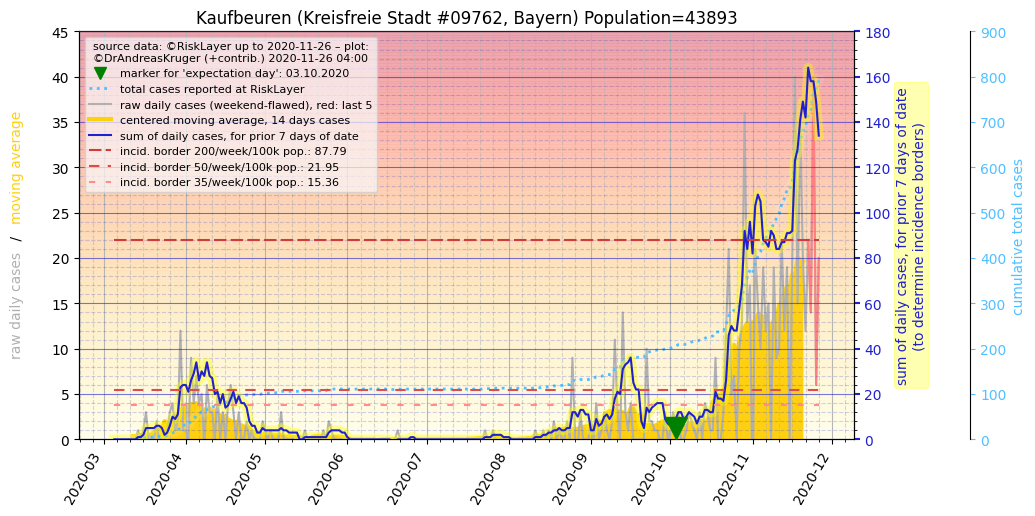 Kaufbeuren (Kreisfreie Stadt #09762, Bayern) Population=43893
source data: ©RiskLayer up to 2020-11-26 – plot:
©DrAndreasKruger (+contrib.) 2020-11-26 04:00
marker for 'expectation day': 03.10.2020
total cases reported at RiskLayer
raw daily cases (weekend-flawed), red: last 5
centered moving average, 14 days cases
sum of daily cases, for prior 7 days of date
incid. border 200/week/100k pop.: 87.79
incid. border 50/week/100k pop.: 21.95
incid. border 35/week/100k pop.: 15.36
raw daily cases / moving average
45
40
35
30
25
20
15
10
5
0
2020-03
2020-04
2020-05
2020-06
2020-07
2020-08
2020-09
2020-10
2020-11
2020-12
180
160
140
120
100
80
60
40
20
0
sum of daily cases, for prior 7 days of date
(to determine incidence borders)
900
800
700
600
500
400
300
200
100
0
cumulative total cases